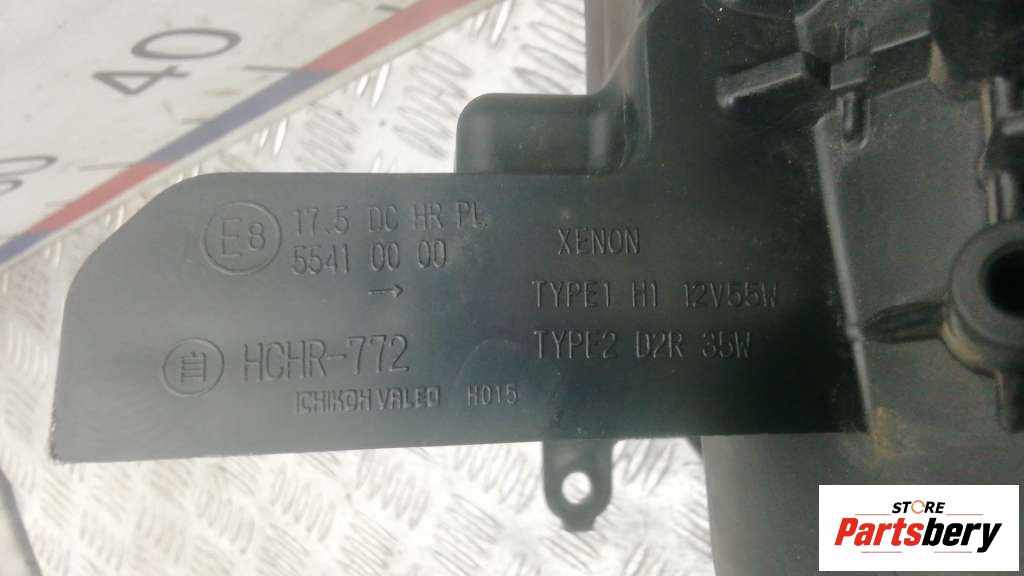 40
E8
17.5 DC HR PL
5541 00 00
→
HCHR-772
ICHIKOH VALEO H015
XENON
TYPE1 H1 12V55W
TYPE2 D2R 35W
STORE
Partsbery